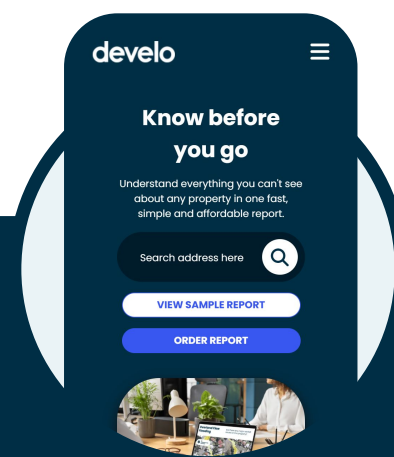 develo
Know before
you go
Understand everything you can't see
about any property in one fast,
simple and affordable report.
Search address here
VIEW SAMPLE REPORT
ORDER REPORT